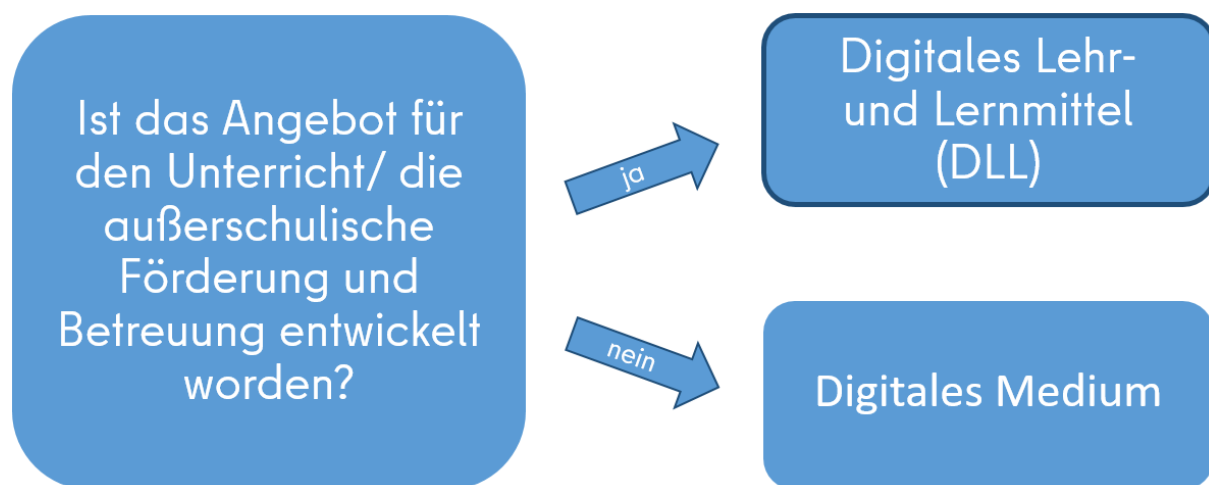 Ist das Angebot für
den Unterricht/ die
außerschulische
Förderung und
Betreuung entwickelt
worden?
ja
Digitales Lehr-
und Lernmittel
(DLL)
nein
Digitales Medium